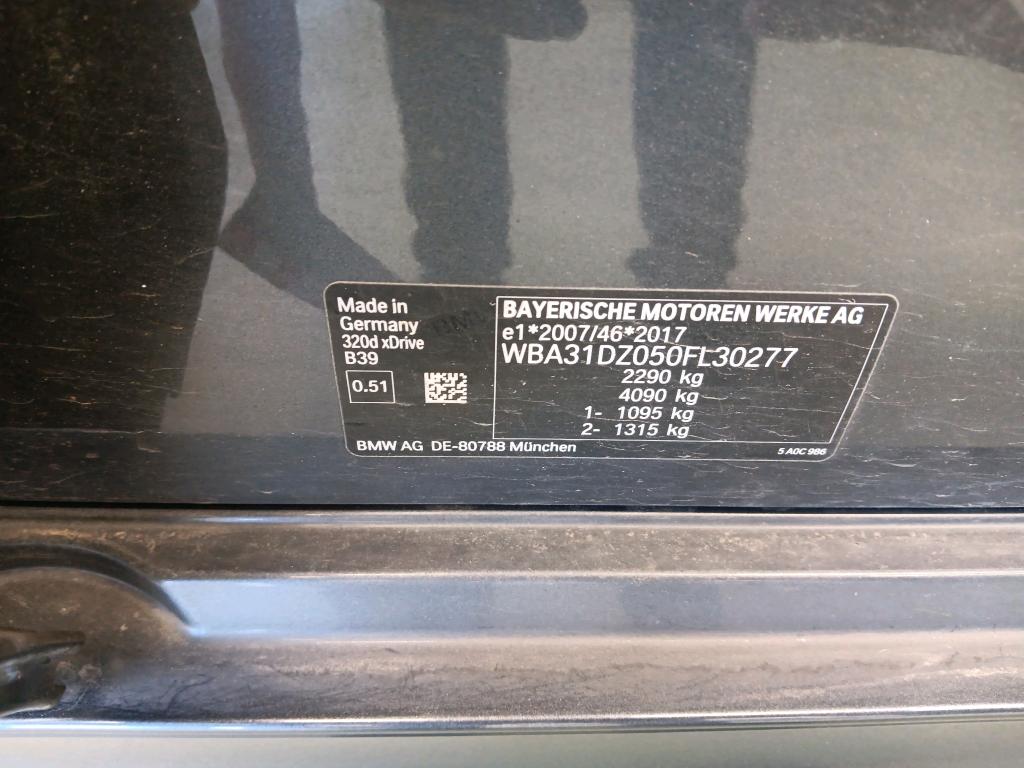 Made in
Germany
320d xDrive
B39
0.51
BMW AG DE-80788 München
BAYERISCHE MOTOREN WERKE AG
e1*2007/46*2017
WBA31DZ050FL30277
2290 kg
4090 kg
1- 1095 kg
2- 1315 kg
5 A0C 986